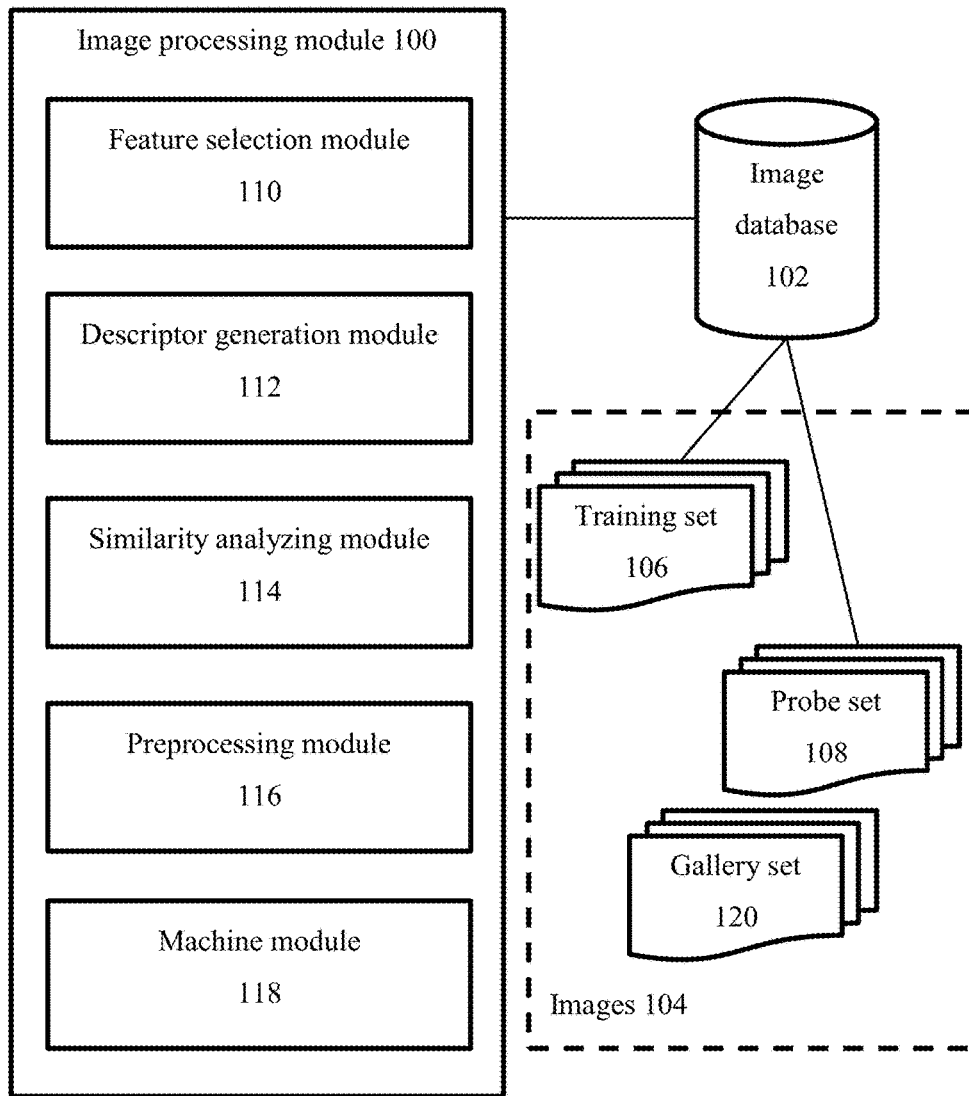 Image processing module 100
Feature selection module
110
Descriptor generation module
112
Similarity analyzing module
114
Preprocessing module
116
Machine module
118
Image
database
102
Training set
106
Probe set
108
Gallery set
120
Images 104